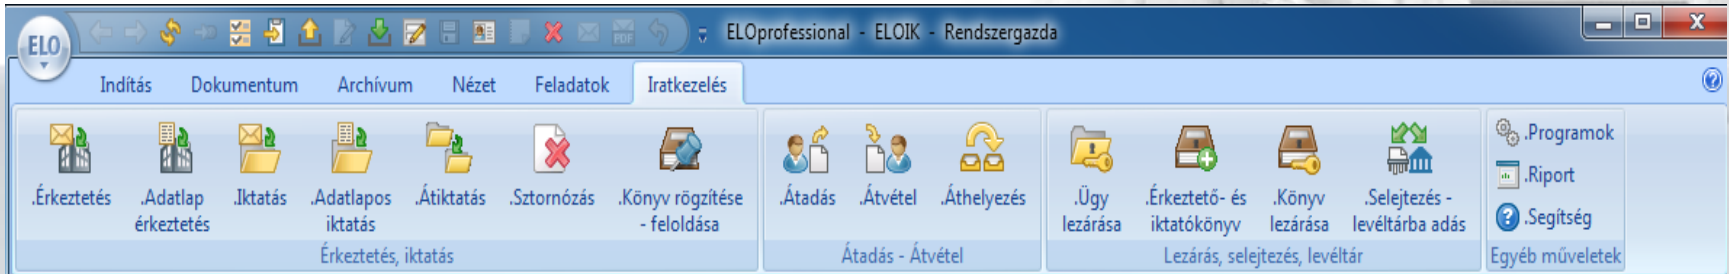 ELO
PDF
ELOprofessional - ELOIK - Rendszergazda
Indítás Dokumentum Archívum Nézet Feladatok Iratkezelés
.Érkeztetés
.Adatlap
érkeztetés
.Iktatás
.Adatlapos
iktatás
.Átiktatás
.Sztornózás
.Könyv rögzítése
- feloldása
Érkeztetés, iktatás
.Átadás
.Átvétel
.Áthelyezés
Átadás - Átvétel
.Ügy
lezárása
.Érkeztető- és
iktatókönyv
.Könyv
lezárása
.Selejtezés -
levéltárba adás
Lezárás, selejtezés, levéltár
.Programok
.Riport
.Segítség
Egyéb műveletek